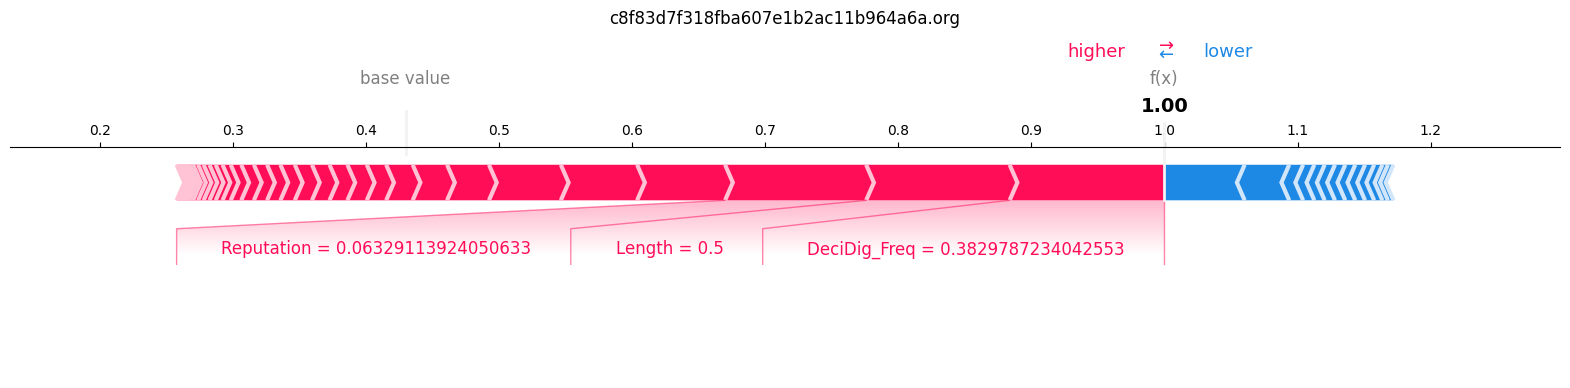 c8f83d7f318fba607e1b2ac11b964a6a.org
higher ⇄ lower
base value f(x)
1.00
0.2 0.3 0.4 0.5 0.6 0.7 0.8 0.9 1.0 1.1 1.2
Reputation = 0.06329113924050633 Length = 0.5 DeciDig_Freq = 0.3829787234042553